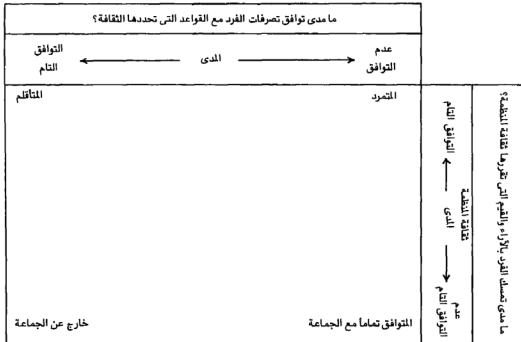 ما مدى توافق تصرفات الفرد مع القواعد التى تحددها الثقافة؟
عدم
التوافق
المدى
التوافق
التام
ما مدى تمسك الفرد بالآراء والقيم التى تقررها ثقافة المنظمة؟
ثقافة المنظمة
التوافق التام
المدى
عدم
التوافق التام
المتمرد
المتأقلم
المتوافق تماماً مع الجماعة
خارج عن الجماعة